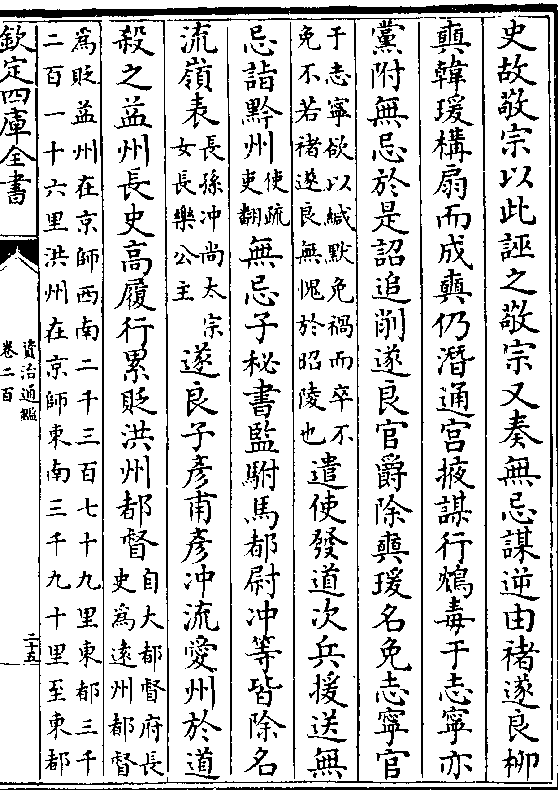 史故敬宗以此誣之敬宗又奏無忌謀逆由褚遂良柳
奭韓瑗構扇而成奭仍潛通宮掖謀行鴆毒于志寧亦
黨附無忌於是詔追削遂良官爵除奭瑗名免志寧官
于志寧欲以緘默免禍而卒不
免不若褚遂良無愧於昭陵也
遣使發道次兵援送無
忌詣黔州
使疏
吏翻
無忌子秘書監駙馬都尉冲等皆除名
流嶺表
長孫冲尚太宗
女長樂公主
遂良子彥甫彥冲流愛州於道
殺之益州長史高履行累貶洪州都督
自大都督府長
史為遠州都督
為貶益州在京師西南二千三百七十九里東都三千
二百一十六里洪州在京師東南三千九十里至東都
欽定四庫全書
資治通鑑
卷二百
二十五